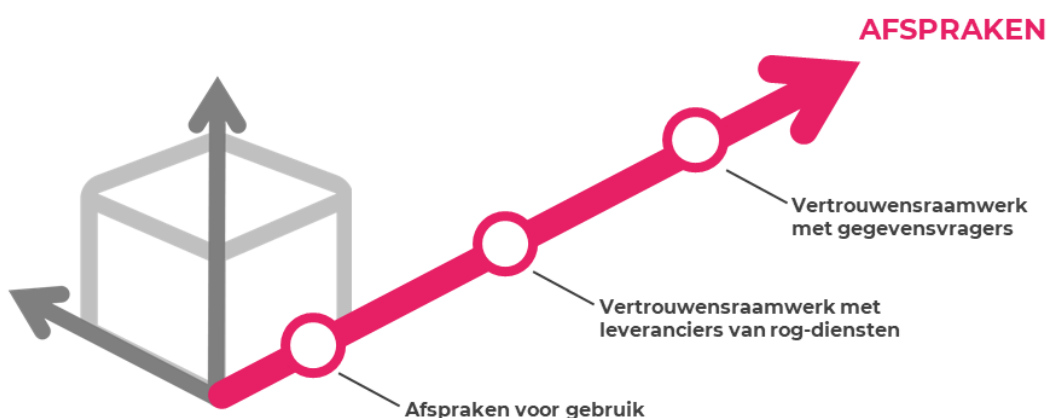 AFSPRAKEN
Vertrouwensraamwerk
met gegevensvragers
Vertrouwensraamwerk met
leveranciers van rog-diensten
Afspraken voor gebruik